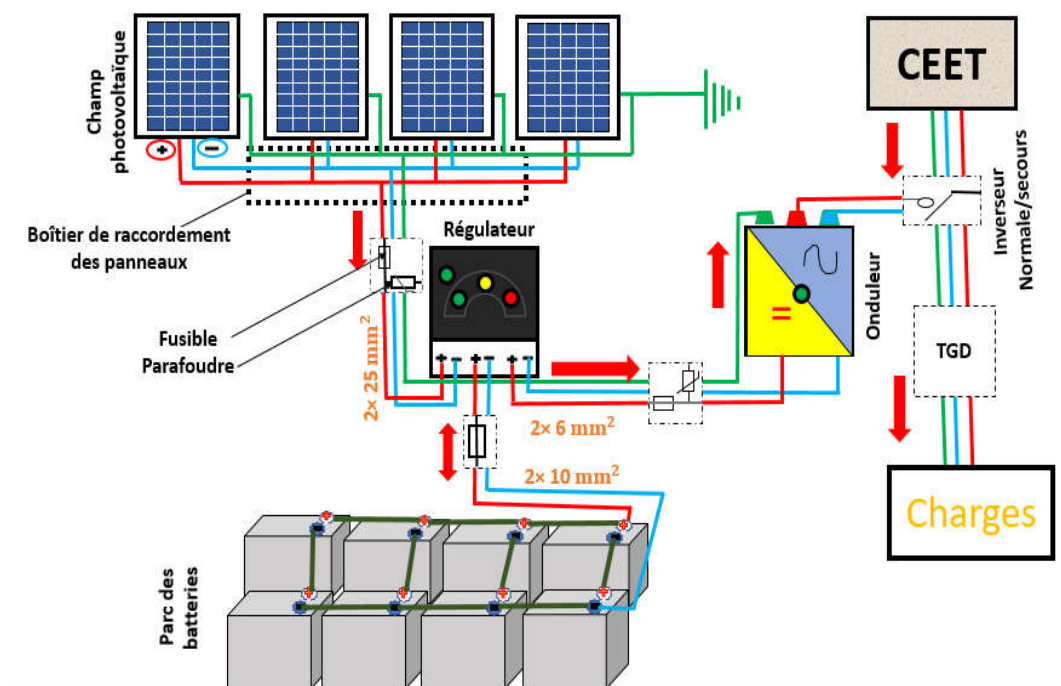 Champ
photovoltaïque
CEET
Boîtier de raccordement
des panneaux
Régulateur
Inverseur
Normale/secours
Onduleur
Fusible
Parafoudre
TGD
2× 25 mm²
2× 6 mm²
2× 10 mm²
Charges
Parc des
batteries